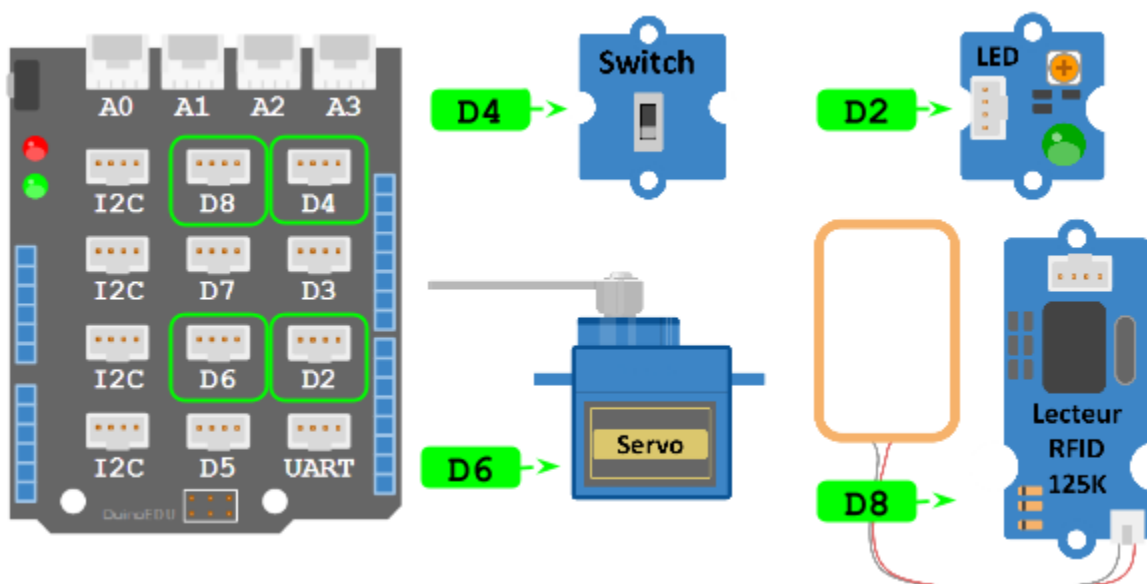 A0 A1 A2 A3
I2C D8 D4
I2C D7 D3
I2C D6 D2
I2C D5 UART
DuinoEDU
Switch
D4
LED
D2
Servo
D6
Lecteur
RFID
125K
D8